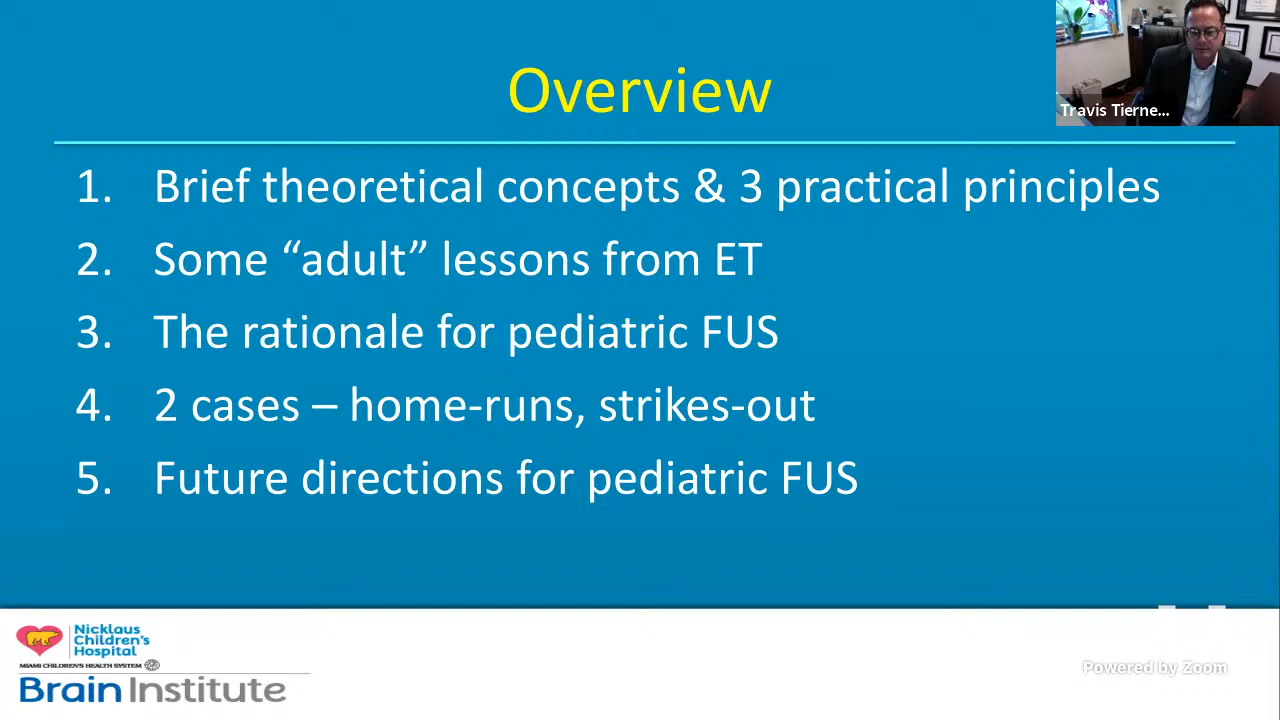 Overview
Travis Tierne...
1. Brief theoretical concepts & 3 practical principles
2. Some “adult” lessons from ET
3. The rationale for pediatric FUS
4. 2 cases – home-runs, strikes-out
5. Future directions for pediatric FUS
Nicklaus
Children's
Hospital
MIAMI CHILDREN'S HEALTH SYSTEM
Brain Institute
Powered by Zoom